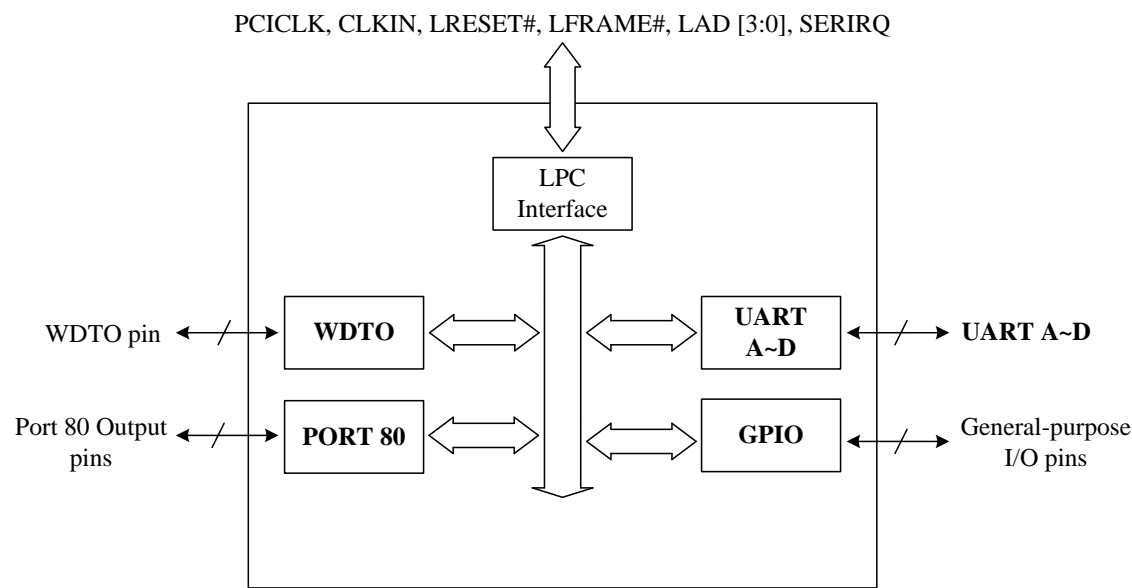 PCICLK, CLKIN, LRESET#, LFRAME#, LAD [3:0], SERIRQ
LPC
Interface
WDTO pin
WDTO
UART
A~D
UART A~D
Port 80 Output
pins
PORT 80
GPIO
General-purpose
I/O pins